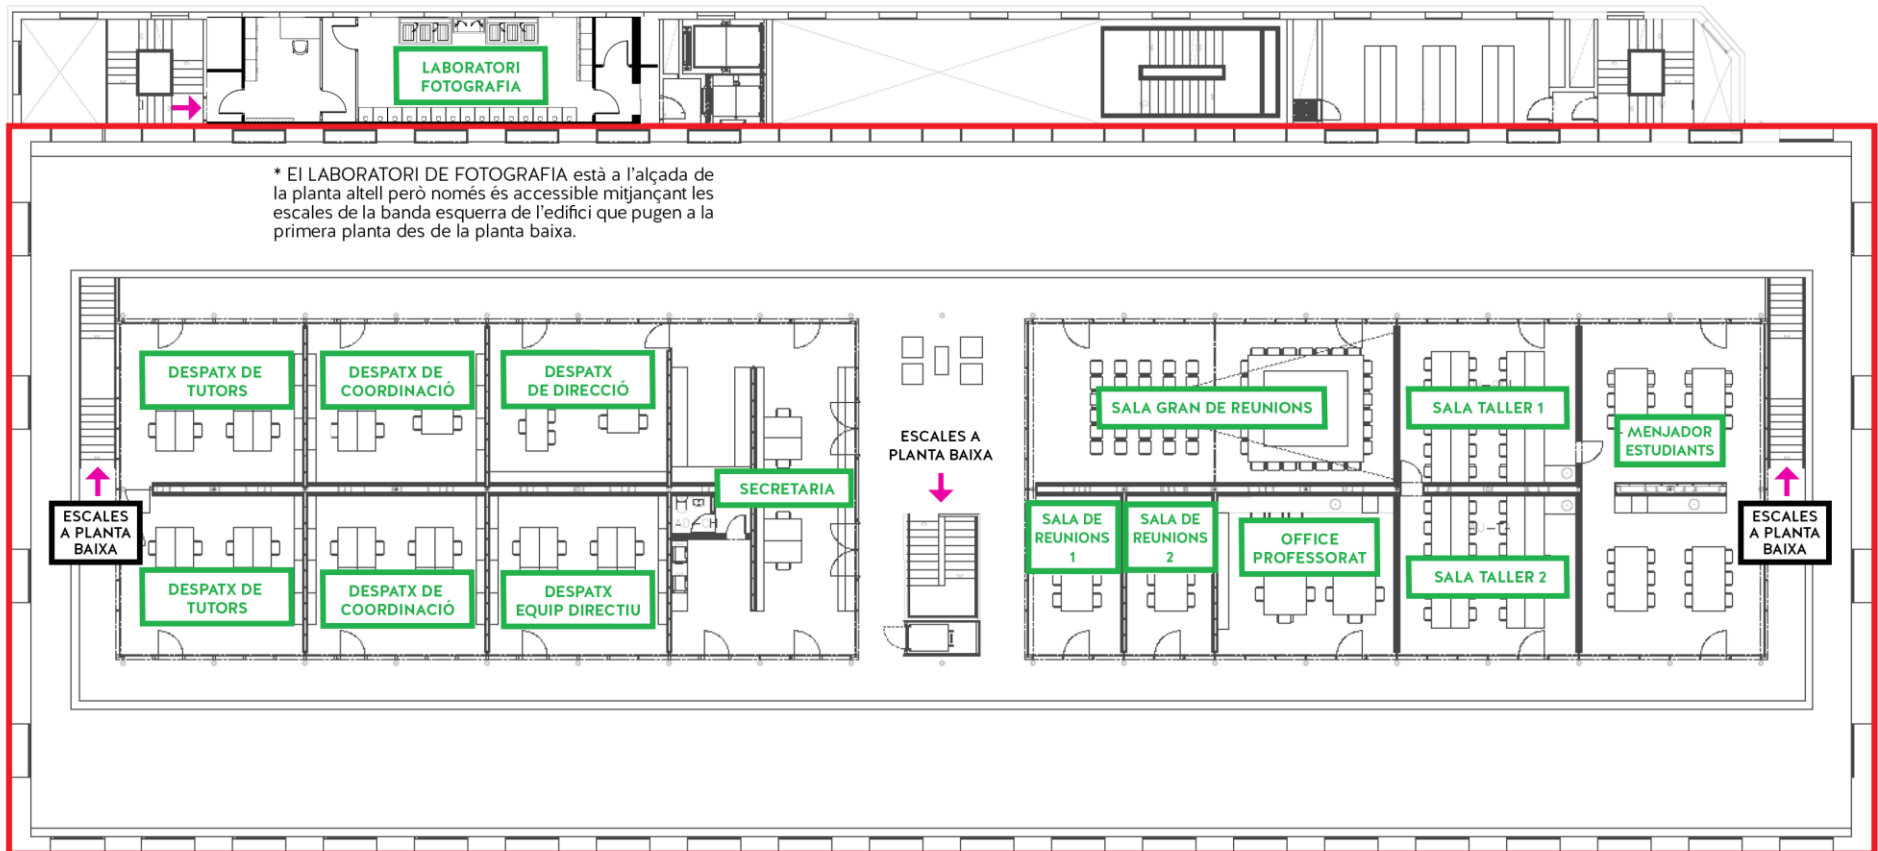 LABORATORI
FOTOGRAFIA
* El LABORATORI DE FOTOGRAFIA està a l'alçada de
la planta altell però només és accessible mitjançant les
escales de la banda esquerra de l'edifici que pugen a la
primera planta des de la planta baixa.
DESPATX DE
TUTORS
DESPATX DE
COORDINACIÓ
DESPATX
DE DIRECCIÓ
SECRETARIA
ESCALES A
PLANTA BAIXA
SALA GRAN DE REUNIONS
SALA TALLER 1
MENJADOR
ESTUDIANTS
ESCALES
A PLANTA
BAIXA
DESPATX DE
TUTORS
DESPATX DE
COORDINACIÓ
DESPATX
EQUIP DIRECTIU
SALA DE
REUNIONS
1
SALA DE
REUNIONS
2
OFFICE
PROFESSORAT
SALA TALLER 2
ESCALES
A PLANTA
BAIXA